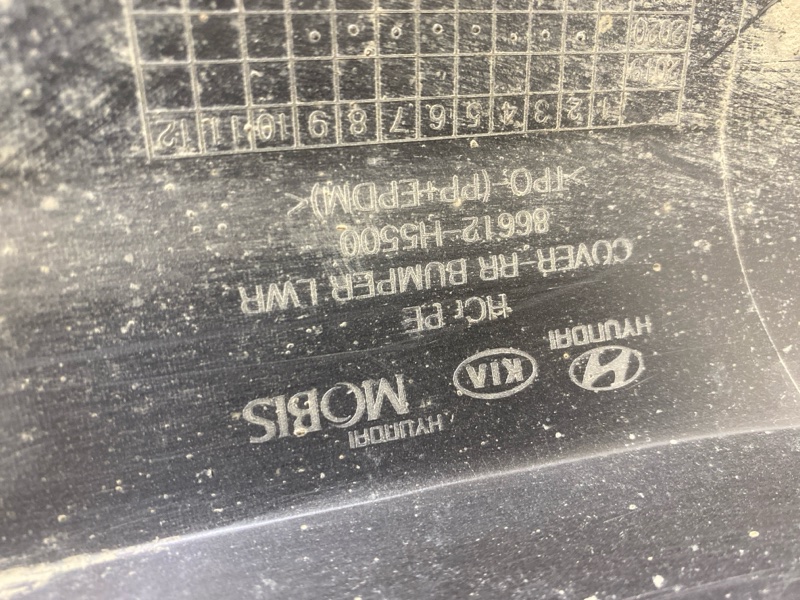 HYUNDAI KIA HYUNDAI MOBIS
HCr PE
COVER-RR BUMPER LWR
86612-H5500
>TPO-(PP+EPDM)<
1 2 3 4 5 6 7 8 9 10 11 12
2019
2020